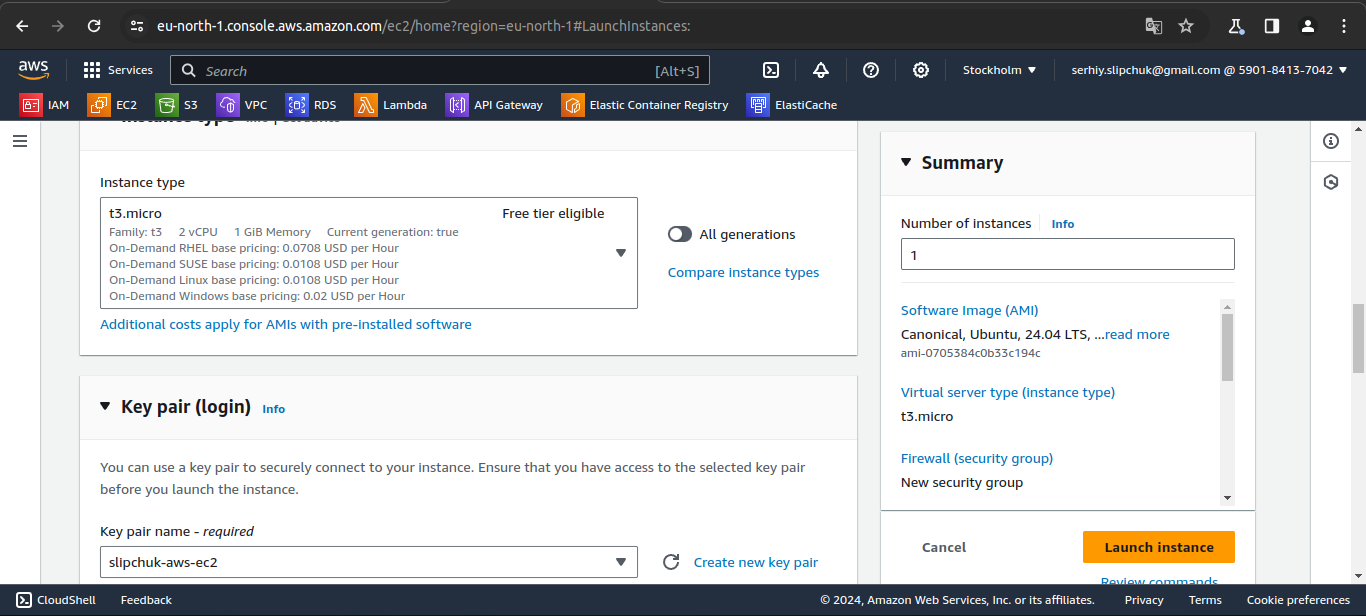 eu-north-1.console.aws.amazon.com/ec2/home?region=eu-north-1#LaunchInstances:
aws
Services
Search
[Alt+S]
Stockholm
serhiy.slipchuk@gmail.com @ 5901-8413-7042
IAM
EC2
S3
VPC
RDS
Lambda
API Gateway
Elastic Container Registry
ElastiCache
Instance type
t3.micro
Free tier eligible
Family: t3 2 vCPU 1 GiB Memory Current generation: true
On-Demand RHEL base pricing: 0.0708 USD per Hour
On-Demand SUSE base pricing: 0.0108 USD per Hour
On-Demand Linux base pricing: 0.0108 USD per Hour
On-Demand Windows base pricing: 0.02 USD per Hour
All generations
Compare instance types
Additional costs apply for AMIs with pre-installed software
Key pair (login)
Info
You can use a key pair to securely connect to your instance. Ensure that you have access to the selected key pair
before you launch the instance.
Key pair name - required
slipchuk-aws-ec2
Create new key pair
Summary
Number of instances
Info
1
Software Image (AMI)
Canonical, Ubuntu, 24.04 LTS, ...read more
ami-0705384c0b33c194c
Virtual server type (instance type)
t3.micro
Firewall (security group)
New security group
Cancel
Launch instance
Review commands
CloudShell
Feedback
© 2024, Amazon Web Services, Inc. or its affiliates.
Privacy
Terms
Cookie preferences